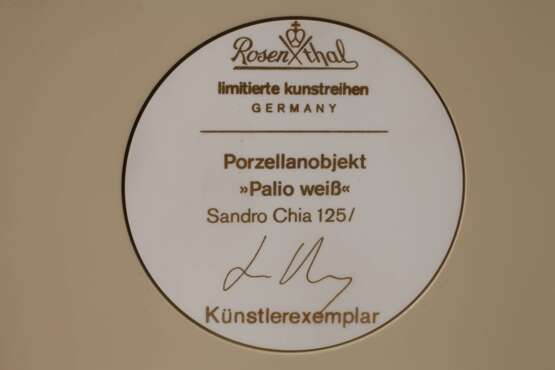 Rosenthal
limitierte kunstreihen
GERMANY
Porzellanobjekt
»Palio weiß«
Sandro Chia 125/
Künstlerexemplar